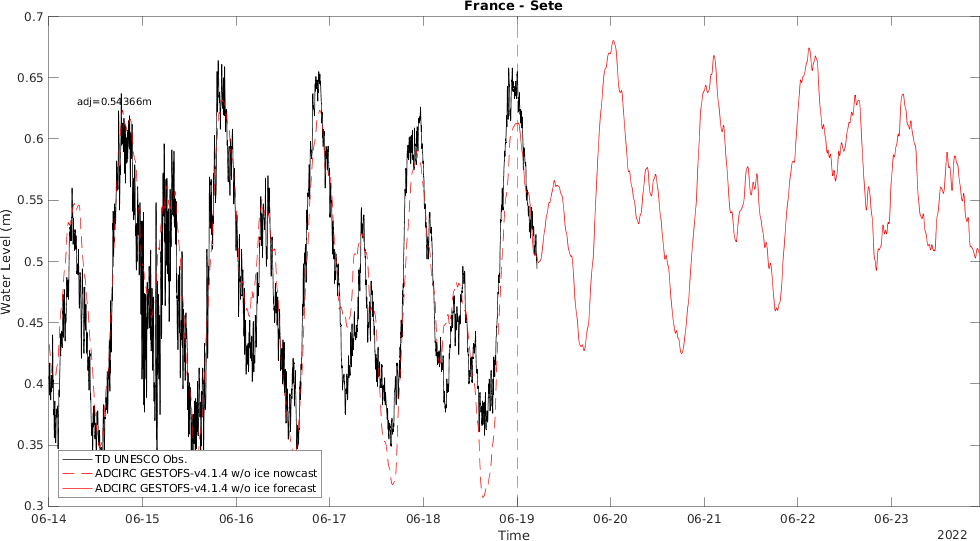 France - Sete
0.7
0.65
0.6
0.55
0.5
0.45
0.4
0.35
0.3
Water Level (m)
adj=0.54366m
TD UNESCO Obs.
ADCIRC GESTOFS-v4.1.4 w/o ice nowcast
ADCIRC GESTOFS-v4.1.4 w/o ice forecast
06-14 06-15 06-16 06-17 06-18 06-19 06-20 06-21 06-22 06-23
Time
2022